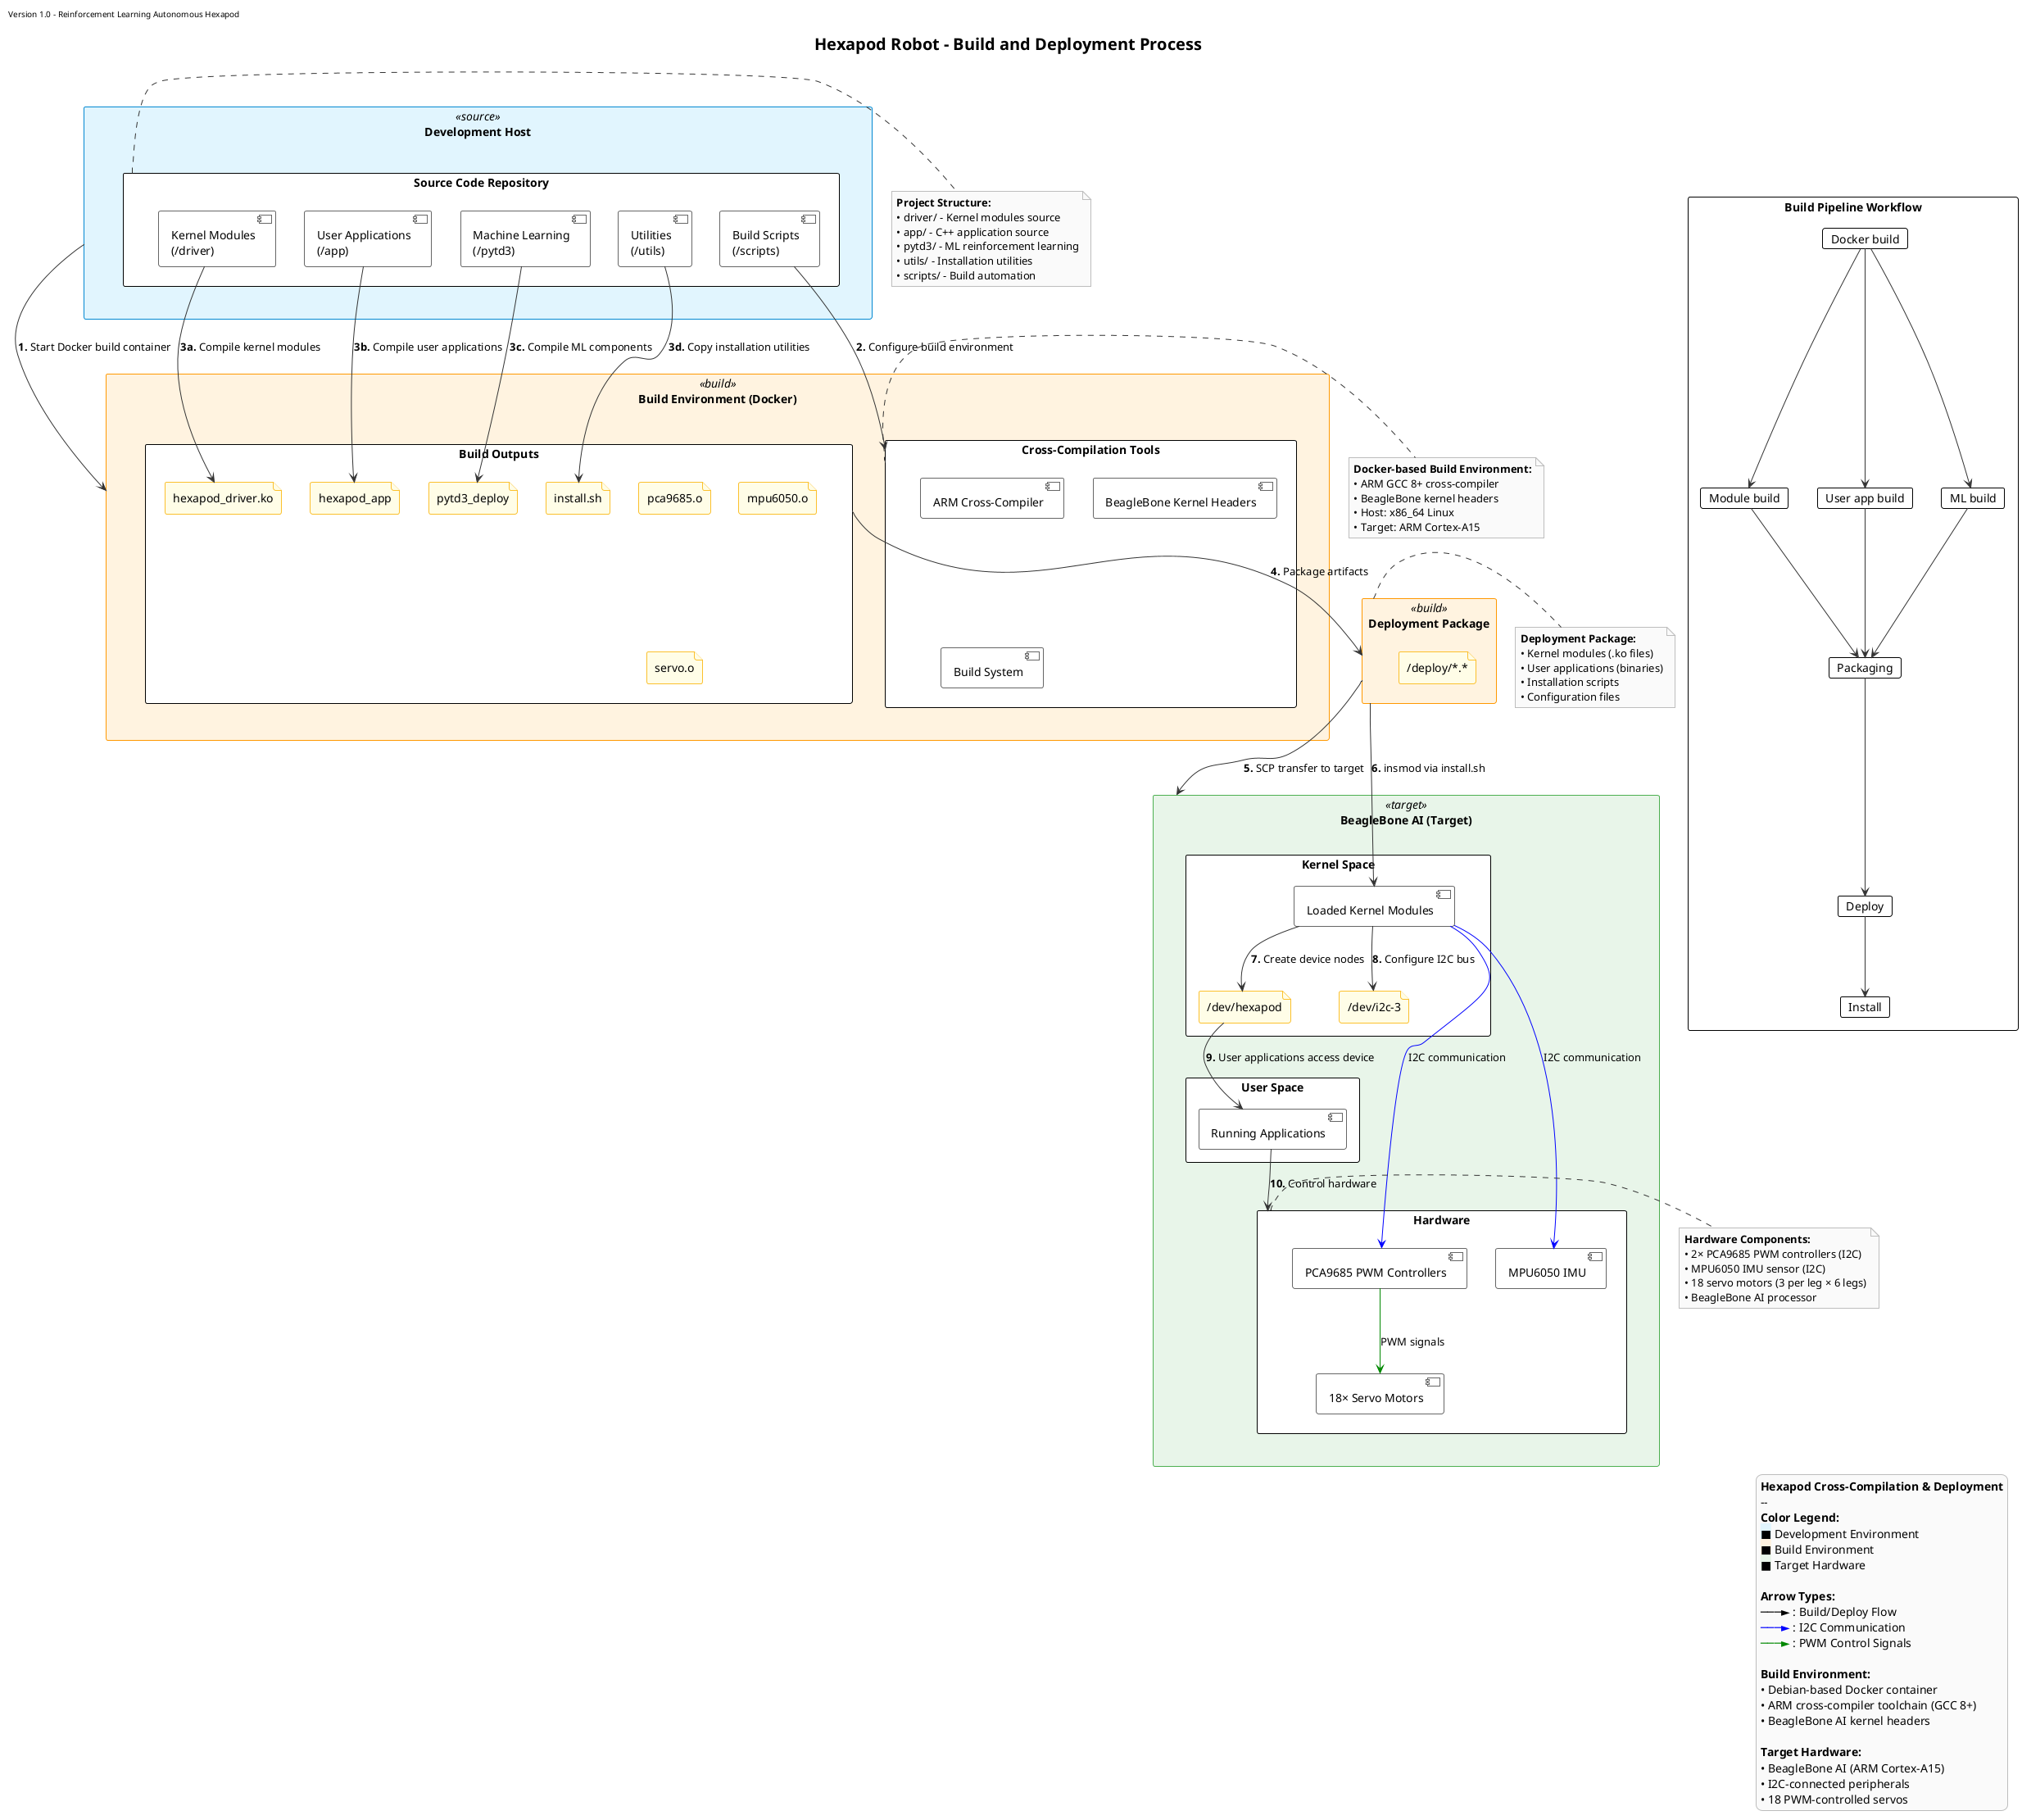 Version 1.0 - Reinforcement Learning Autonomous Hexapod
Hexapod Robot - Build and Deployment Process
«source»
Development Host
Source Code Repository
Kernel Modules
(/driver)
User Applications
(/app)
Machine Learning
(/pytd3)
Utilities
(/utils)
Build Scripts
(/scripts)
Project Structure:
• driver/ - Kernel modules source
• app/ - C++ application source
• pytd3/ - ML reinforcement learning
• utils/ - Installation utilities
• scripts/ - Build automation
1. Start Docker build container
3a. Compile kernel modules
3b. Compile user applications
3c. Compile ML components
3d. Copy installation utilities
2. Configure build environment
«build»
Build Environment (Docker)
Build Outputs
hexapod_driver.ko
hexapod_app
pytd3_deploy
install.sh
pca9685.o
mpu6050.o
servo.o
Cross-Compilation Tools
ARM Cross-Compiler
BeagleBone Kernel Headers
Build System
Docker-based Build Environment:
• ARM GCC 8+ cross-compiler
• BeagleBone kernel headers
• Host: x86_64 Linux
• Target: ARM Cortex-A15
4. Package artifacts
«build»
Deployment Package
/deploy/*.*
Deployment Package:
• Kernel modules (.ko files)
• User applications (binaries)
• Installation scripts
• Configuration files
5. SCP transfer to target
6. insmod via install.sh
«target»
BeagleBone AI (Target)
Kernel Space
Loaded Kernel Modules
7. Create device nodes
8. Configure I2C bus
/dev/hexapod
/dev/i2c-3
9. User applications access device
I2C communication
I2C communication
User Space
Running Applications
10. Control hardware
Hardware
PCA9685 PWM Controllers
MPU6050 IMU
PWM signals
18× Servo Motors
Hardware Components:
• 2× PCA9685 PWM controllers (I2C)
• MPU6050 IMU sensor (I2C)
• 18 servo motors (3 per leg × 6 legs)
• BeagleBone AI processor
Build Pipeline Workflow
Docker build
Module build
User app build
ML build
Packaging
Deploy
Install
Hexapod Cross-Compilation & Deployment
--
Color Legend:
■ Development Environment
■ Build Environment
■ Target Hardware
Arrow Types:
: Build/Deploy Flow
: I2C Communication
: PWM Control Signals
Build Environment:
• Debian-based Docker container
• ARM cross-compiler toolchain (GCC 8+)
• BeagleBone AI kernel headers
Target Hardware:
• BeagleBone AI (ARM Cortex-A15)
• I2C-connected peripherals
• 18 PWM-controlled servos